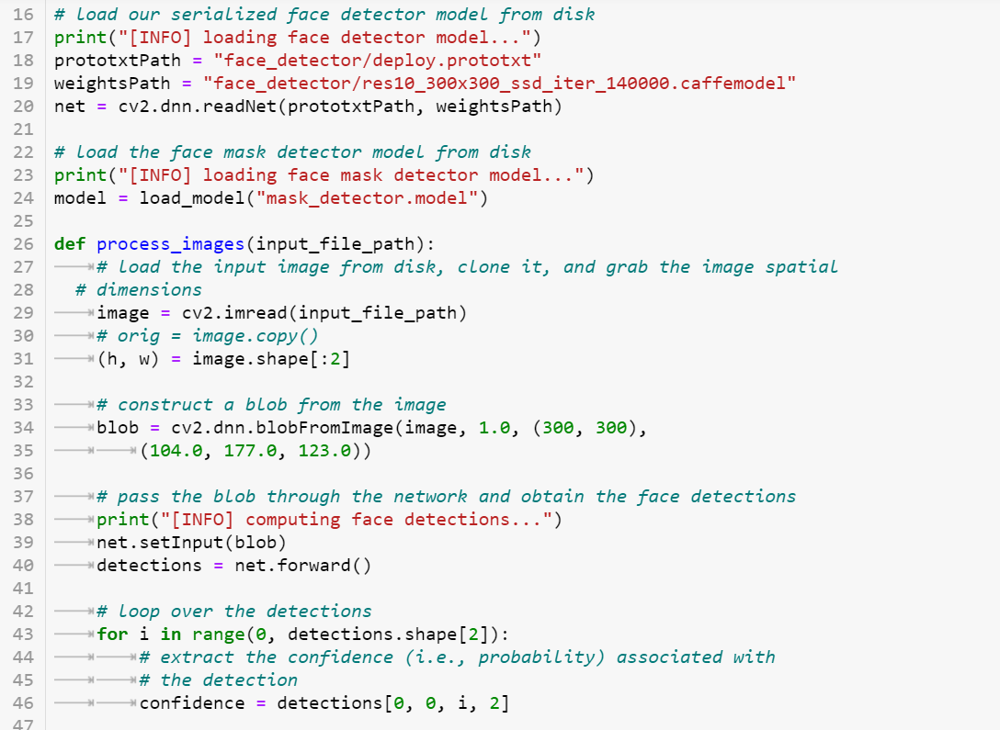 16 # load our serialized face detector model from disk
17 print("[INFO] loading face detector model...")
18 prototxtPath = "face_detector/deploy.prototxt"
19 weightsPath = "face_detector/res10_300x300_ssd_iter_140000.caffemodel"
20 net = cv2.dnn.readNet(prototxtPath, weightsPath)
21
22 # load the face mask detector model from disk
23 print("[INFO] loading face mask detector model...")
24 model = load_model("mask_detector.model")
25
26 def process_images(input_file_path):
27     # load the input image from disk, clone it, and grab the image spatial
28   # dimensions
29     image = cv2.imread(input_file_path)
30     # orig = image.copy()
31     (h, w) = image.shape[:2]
32
33     # construct a blob from the image
34     blob = cv2.dnn.blobFromImage(image, 1.0, (300, 300),
35         (104.0, 177.0, 123.0))
36
37     # pass the blob through the network and obtain the face detections
38     print("[INFO] computing face detections...")
39     net.setInput(blob)
40     detections = net.forward()
41
42     # loop over the detections
43     for i in range(0, detections.shape[2]):
44         # extract the confidence (i.e., probability) associated with
45         # the detection
46         confidence = detections[0, 0, i, 2]
47